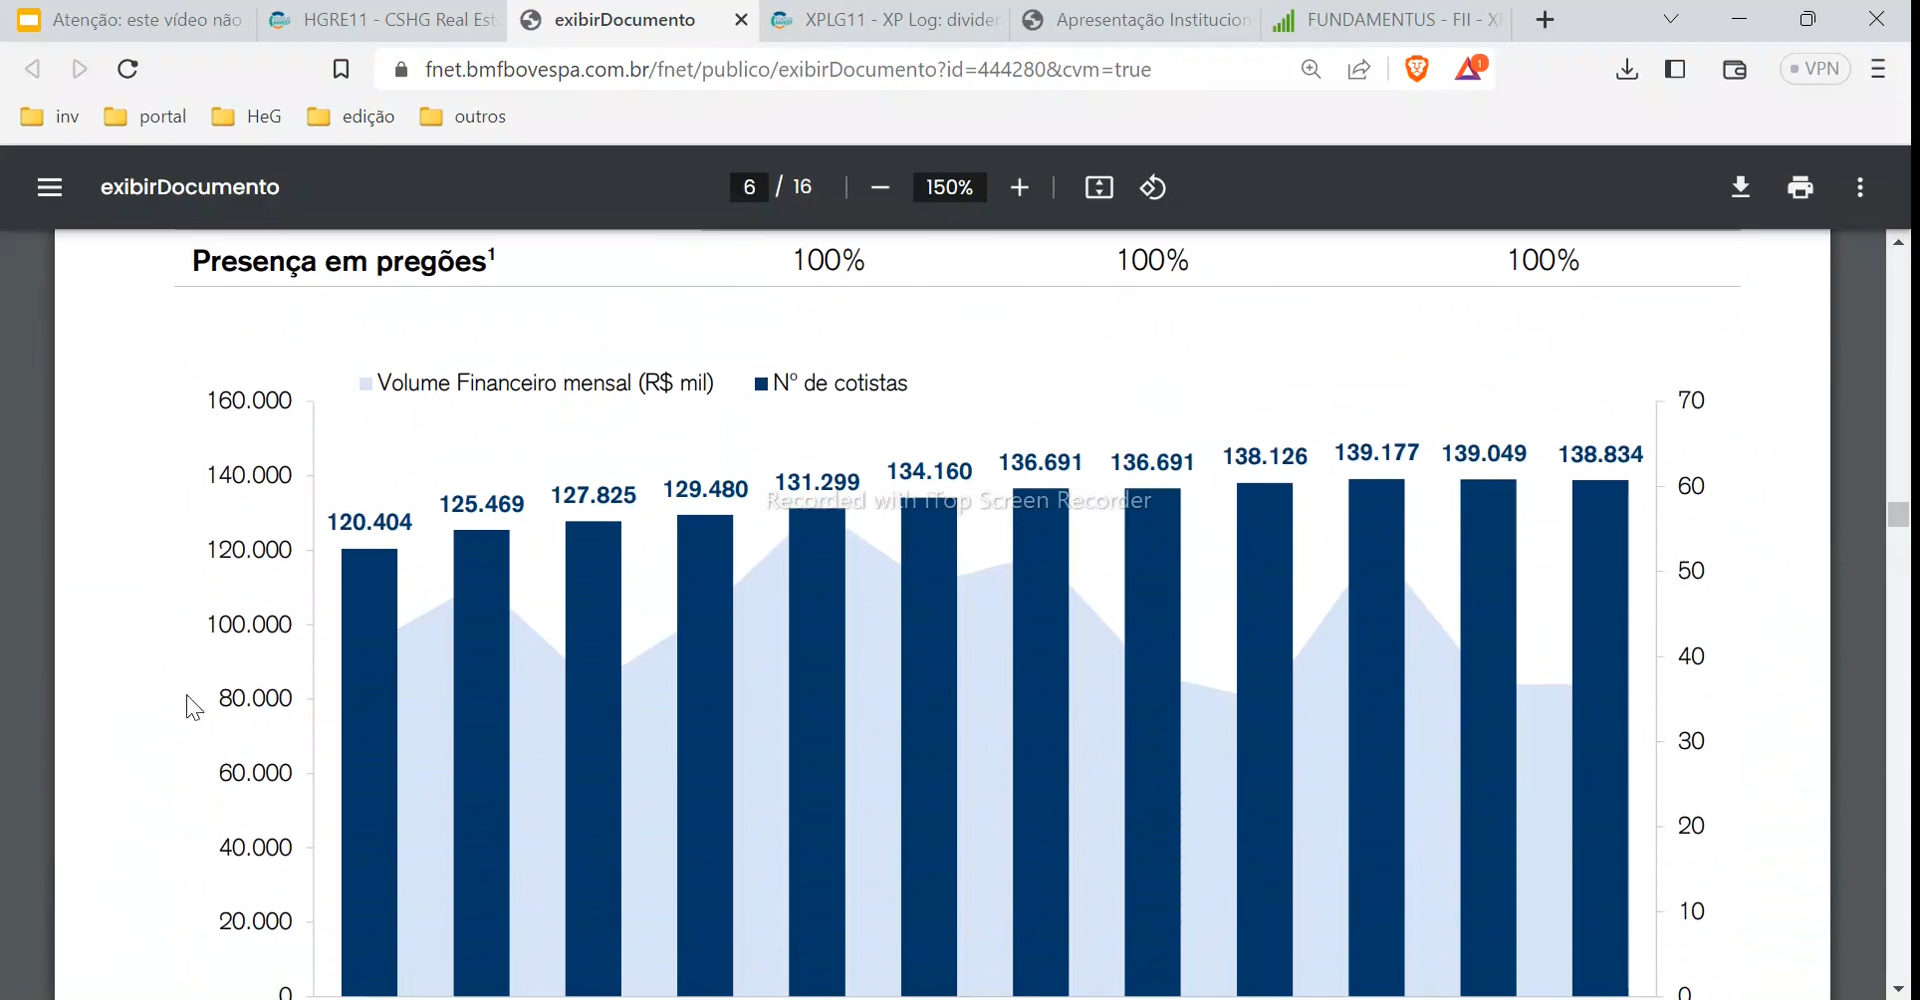 Atenção: este vídeo não
HGRE11 - CSHG Real Est
exibirDocumento
XPLG11 - XP Log: divider
Apresentação Institucion
FUNDAMENTUS - FII - XP
fnet.bmfbovespa.com.br/fnet/publico/exibirDocumento?id=444280&cvm=true
1
VPN
inv
portal
HeG
edição
outros
exibirDocumento
6 / 16
150%
Presença em pregões¹ 100% 100% 100%
Volume Financeiro mensal (R$ mil)
Nº de cotistas
160.000
140.000
120.000
100.000
80.000
60.000
40.000
20.000
0
120.404
125.469
127.825
129.480
131.299
134.160
136.691
136.691
138.126
139.177
139.049
138.834
Recorded with iTop Screen Recorder
70
60
50
40
30
20
10
0